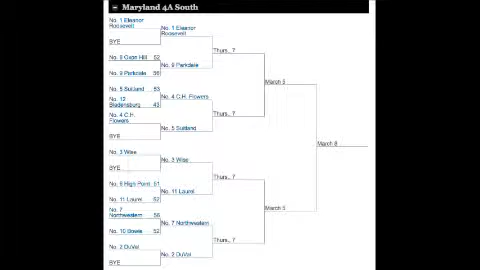 Maryland 4A South
No. 1 Eleanor
Roosevelt
BYE
No. 1 Eleanor
Roosevelt
Thurs., 7
No. 8 Oxon Hill 52
No. 9 Parkdale 56
No. 9 Parkdale
March 5
No. 5 Suitland 63
No. 12
Bladensburg 43
No. 4 C.H. Flowers
Thurs., 7
No. 4 C.H.
Flowers
BYE
No. 5 Suitland
March 8
No. 3 Wise
BYE
No. 3 Wise
Thurs., 7
No. 6 High Point 51
No. 11 Laurel 62
No. 11 Laurel
March 5
No. 7
Northwestern 56
No. 10 Bowie 52
No. 7 Northwestern
Thurs., 7
No. 2 DuVal
BYE
No. 2 DuVal